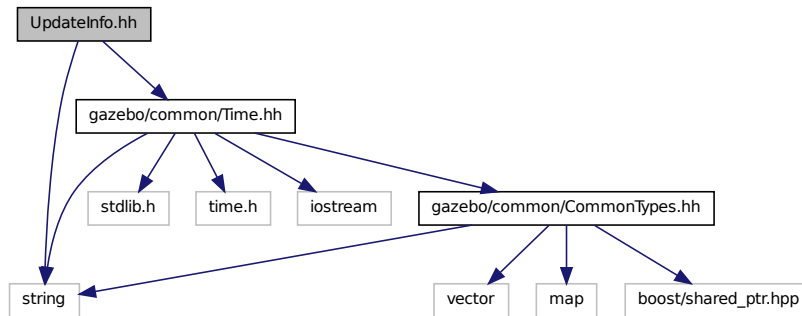 UpdateInfo.hh
gazebo/common/Time.hh
stdlib.h
time.h
iostream
gazebo/common/CommonTypes.hh
string
vector
map
boost/shared_ptr.hpp